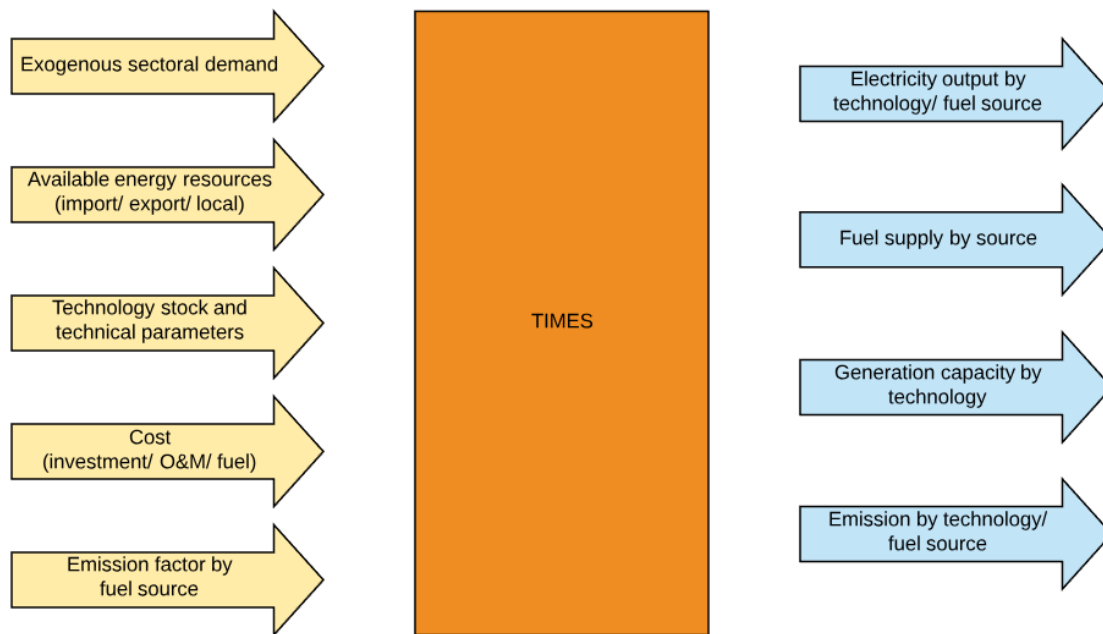 Exogenous sectoral demand
Available energy resources
(import/ export/ local)
Technology stock and
technical parameters
Cost
(investment/ O&M/ fuel)
Emission factor by
fuel source
TIMES
Electricity output by
technology/ fuel source
Fuel supply by source
Generation capacity by
technology
Emission by technology/
fuel source